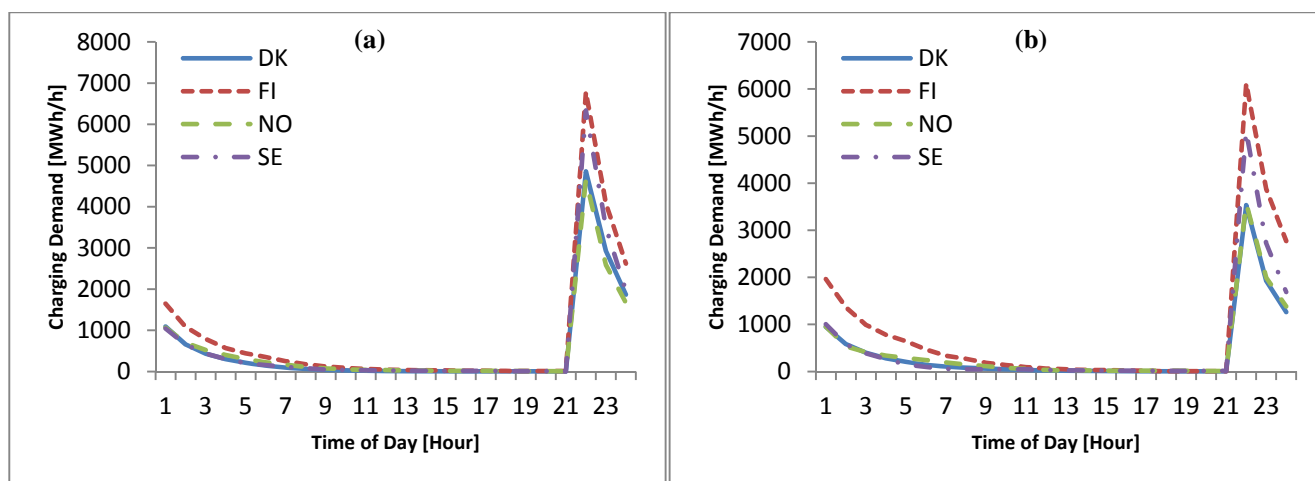 (a)
8000
7000
6000
5000
4000
3000
2000
1000
0
Charging Demand [MWh/h]
DK
FI
NO
SE
1 3 5 7 9 11 13 15 17 19 21 23
Time of Day [Hour]
(b)
7000
6000
5000
4000
3000
2000
1000
0
Charging Demand [MWh/h]
DK
FI
NO
SE
1 3 5 7 9 11 13 15 17 19 21 23
Time of Day [Hour]